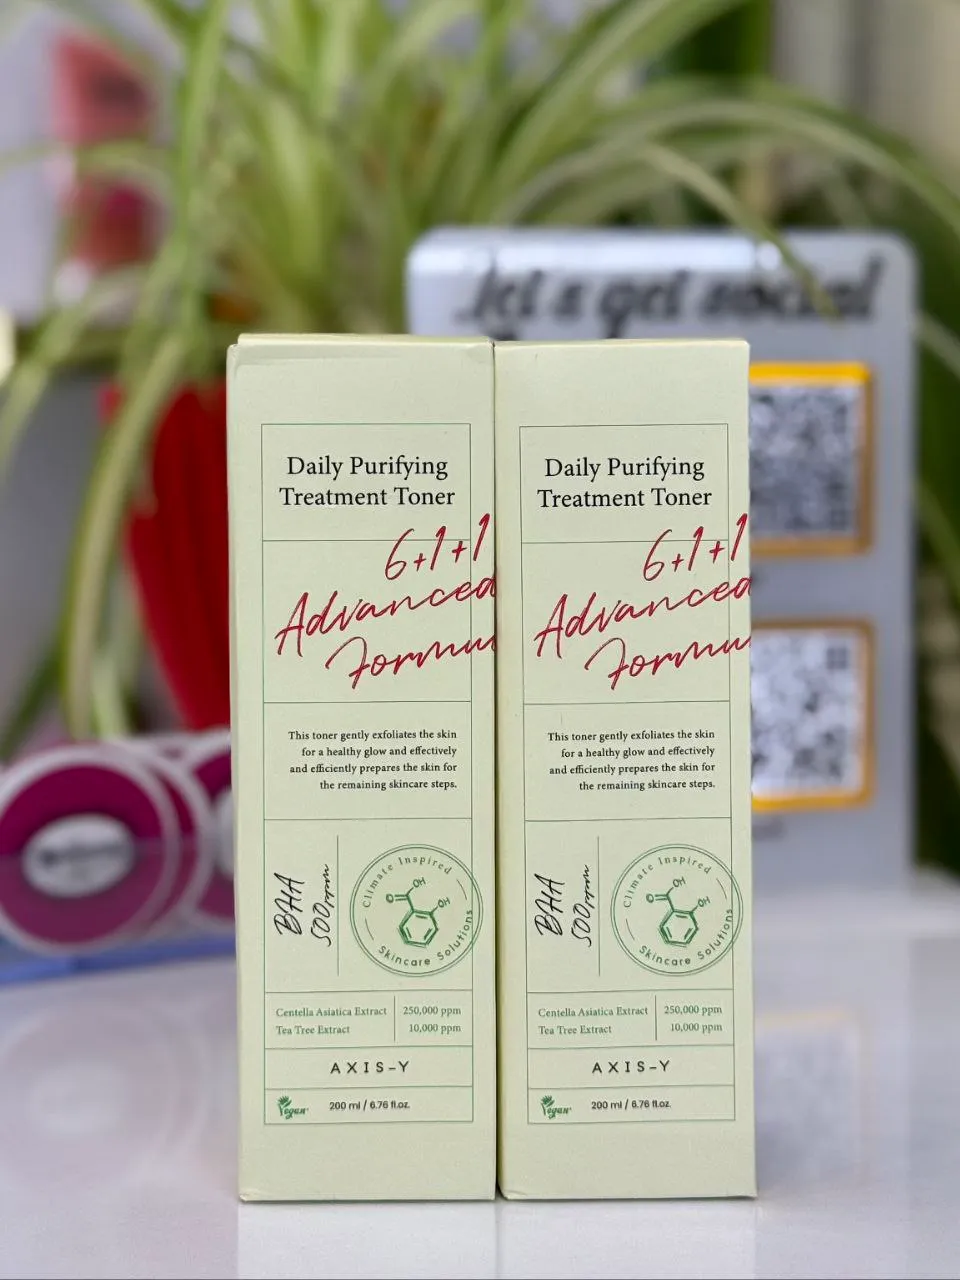 let's get social
Daily Purifying
Treatment Toner
6+1+1
Advanced
Formu
This toner gently exfoliates the skin
for a healthy glow and effectively
and efficiently prepares the skin for
the remaining skincare steps.
BHA
500ppm
Climate Inspired
OH
O
OH
Skincare Solutions
Centella Asiatica Extract 250,000 ppm
Tea Tree Extract 10,000 ppm
AXIS-Y
Vegan
200 ml / 6.76 fl.oz.
Daily Purifying
Treatment Toner
6+1+1
Advanced
Formu
This toner gently exfoliates the skin
for a healthy glow and effectively
and efficiently prepares the skin for
the remaining skincare steps.
BHA
500ppm
Climate Inspired
OH
O
OH
Skincare Solutions
Centella Asiatica Extract 250,000 ppm
Tea Tree Extract 10,000 ppm
AXIS-Y
Vegan
200 ml / 6.76 fl.oz.